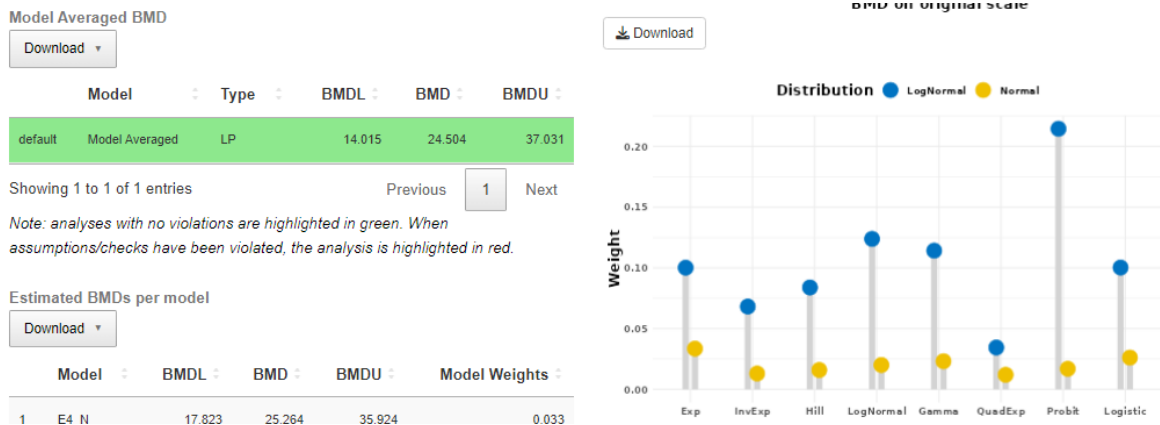 Model Averaged BMD
Download
Model Type BMDL BMD BMDU
default Model Averaged LP 14.015 24.504 37.031
Showing 1 to 1 of 1 entries Previous 1 Next
Note: analyses with no violations are highlighted in green. When
assumptions/checks have been violated, the analysis is highlighted in red.
Estimated BMDs per model
Download
Model BMDL BMD BMDU Model Weights
1 E4_N 17.823 25.264 35.924 0.033
BMD on original scale
Download
Distribution LogNormal Normal
Weight
0.20
0.15
0.10
0.05
0.00
Exp InvExp Hill LogNormal Gamma QuadExp Probit Logistic